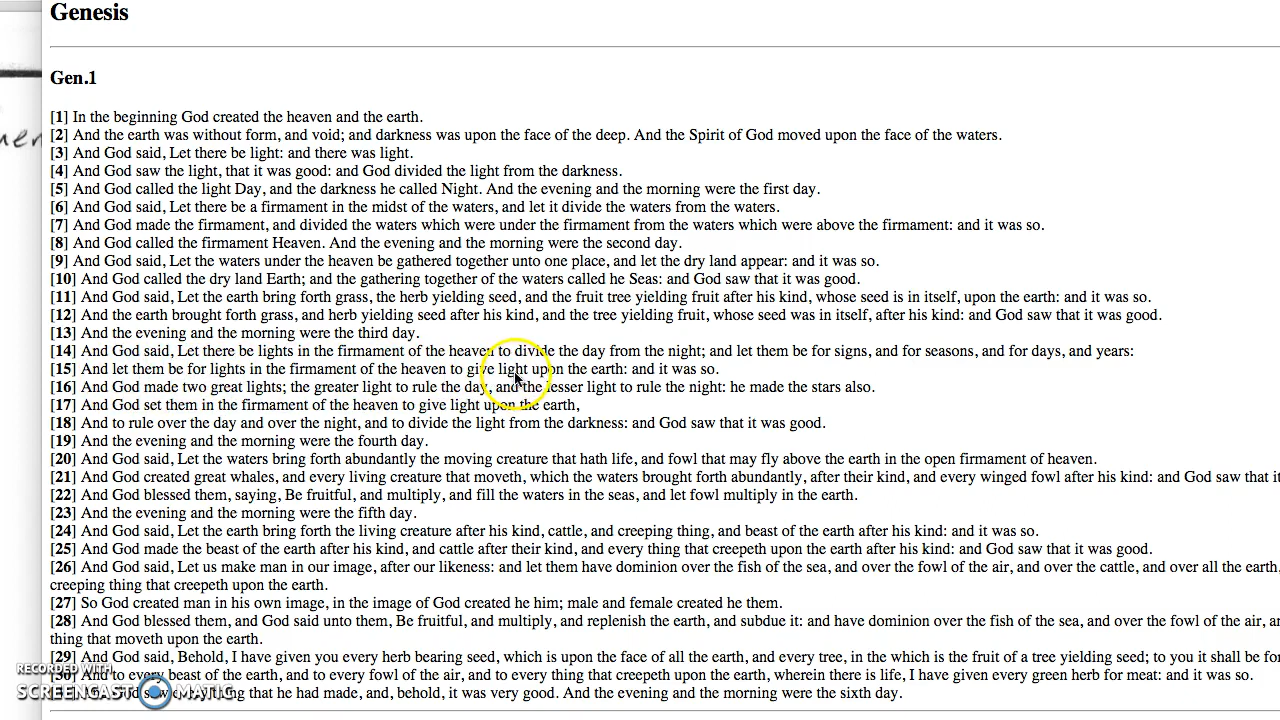 Genesis
Gen.1
[1] In the beginning God created the heaven and the earth.
[2] And the earth was without form, and void; and darkness was upon the face of the deep. And the Spirit of God moved upon the face of the waters.
[3] And God said, Let there be light: and there was light.
[4] And God saw the light, that it was good: and God divided the light from the darkness.
[5] And God called the light Day, and the darkness he called Night. And the evening and the morning were the first day.
[6] And God said, Let there be a firmament in the midst of the waters, and let it divide the waters from the waters.
[7] And God made the firmament, and divided the waters which were under the firmament from the waters which were above the firmament: and it was so.
[8] And God called the firmament Heaven. And the evening and the morning were the second day.
[9] And God said, Let the waters under the heaven be gathered together unto one place, and let the dry land appear: and it was so.
[10] And God called the dry land Earth; and the gathering together of the waters called he Seas: and God saw that it was good.
[11] And God said, Let the earth bring forth grass, the herb yielding seed, and the fruit tree yielding fruit after his kind, whose seed is in itself, upon the earth: and it was so.
[12] And the earth brought forth grass, and herb yielding seed after his kind, and the tree yielding fruit, whose seed was in itself, after his kind: and God saw that it was good.
[13] And the evening and the morning were the third day.
[14] And God said, Let there be lights in the firmament of the heaven to divide the day from the night; and let them be for signs, and for seasons, and for days, and years:
[15] And let them be for lights in the firmament of the heaven to give light upon the earth: and it was so.
[16] And God made two great lights; the greater light to rule the day, and the lesser light to rule the night: he made the stars also.
[17] And God set them in the firmament of the heaven to give light upon the earth,
[18] And to rule over the day and over the night, and to divide the light from the darkness: and God saw that it was good.
[19] And the evening and the morning were the fourth day.
[20] And God said, Let the waters bring forth abundantly the moving creature that hath life, and fowl that may fly above the earth in the open firmament of heaven.
[21] And God created great whales, and every living creature that moveth, which the waters brought forth abundantly, after their kind, and every winged fowl after his kind: and God saw that it
[22] And God blessed them, saying, Be fruitful, and multiply, and fill the waters in the seas, and let fowl multiply in the earth.
[23] And the evening and the morning were the fifth day.
[24] And God said, Let the earth bring forth the living creature after his kind, cattle, and creeping thing, and beast of the earth after his kind: and it was so.
[25] And God made the beast of the earth after his kind, and cattle after their kind, and every thing that creepeth upon the earth after his kind: and God saw that it was good.
[26] And God said, Let us make man in our image, after our likeness: and let them have dominion over the fish of the sea, and over the fowl of the air, and over the cattle, and over all the earth,
creeping thing that creepeth upon the earth.
[27] So God created man in his own image, in the image of God created he him; male and female created he them.
[28] And God blessed them, and God said unto them, Be fruitful, and multiply, and replenish the earth, and subdue it: and have dominion over the fish of the sea, and over the fowl of the air,
thing that moveth upon the earth.
[29] And God said, Behold, I have given you every herb bearing seed, which is upon the face of all the earth, and every tree, in the which is the fruit of a tree yielding seed; to you it shall be
[30] And to every beast of the earth, and to every fowl of the air, and to every thing that creepeth upon the earth, wherein there is life, I have given every green herb for meat: and it was so.
thing that he had made, and, behold, it was very good. And the evening and the morning were the sixth day.
RECORDED WITH
SCREENCAST MATIC